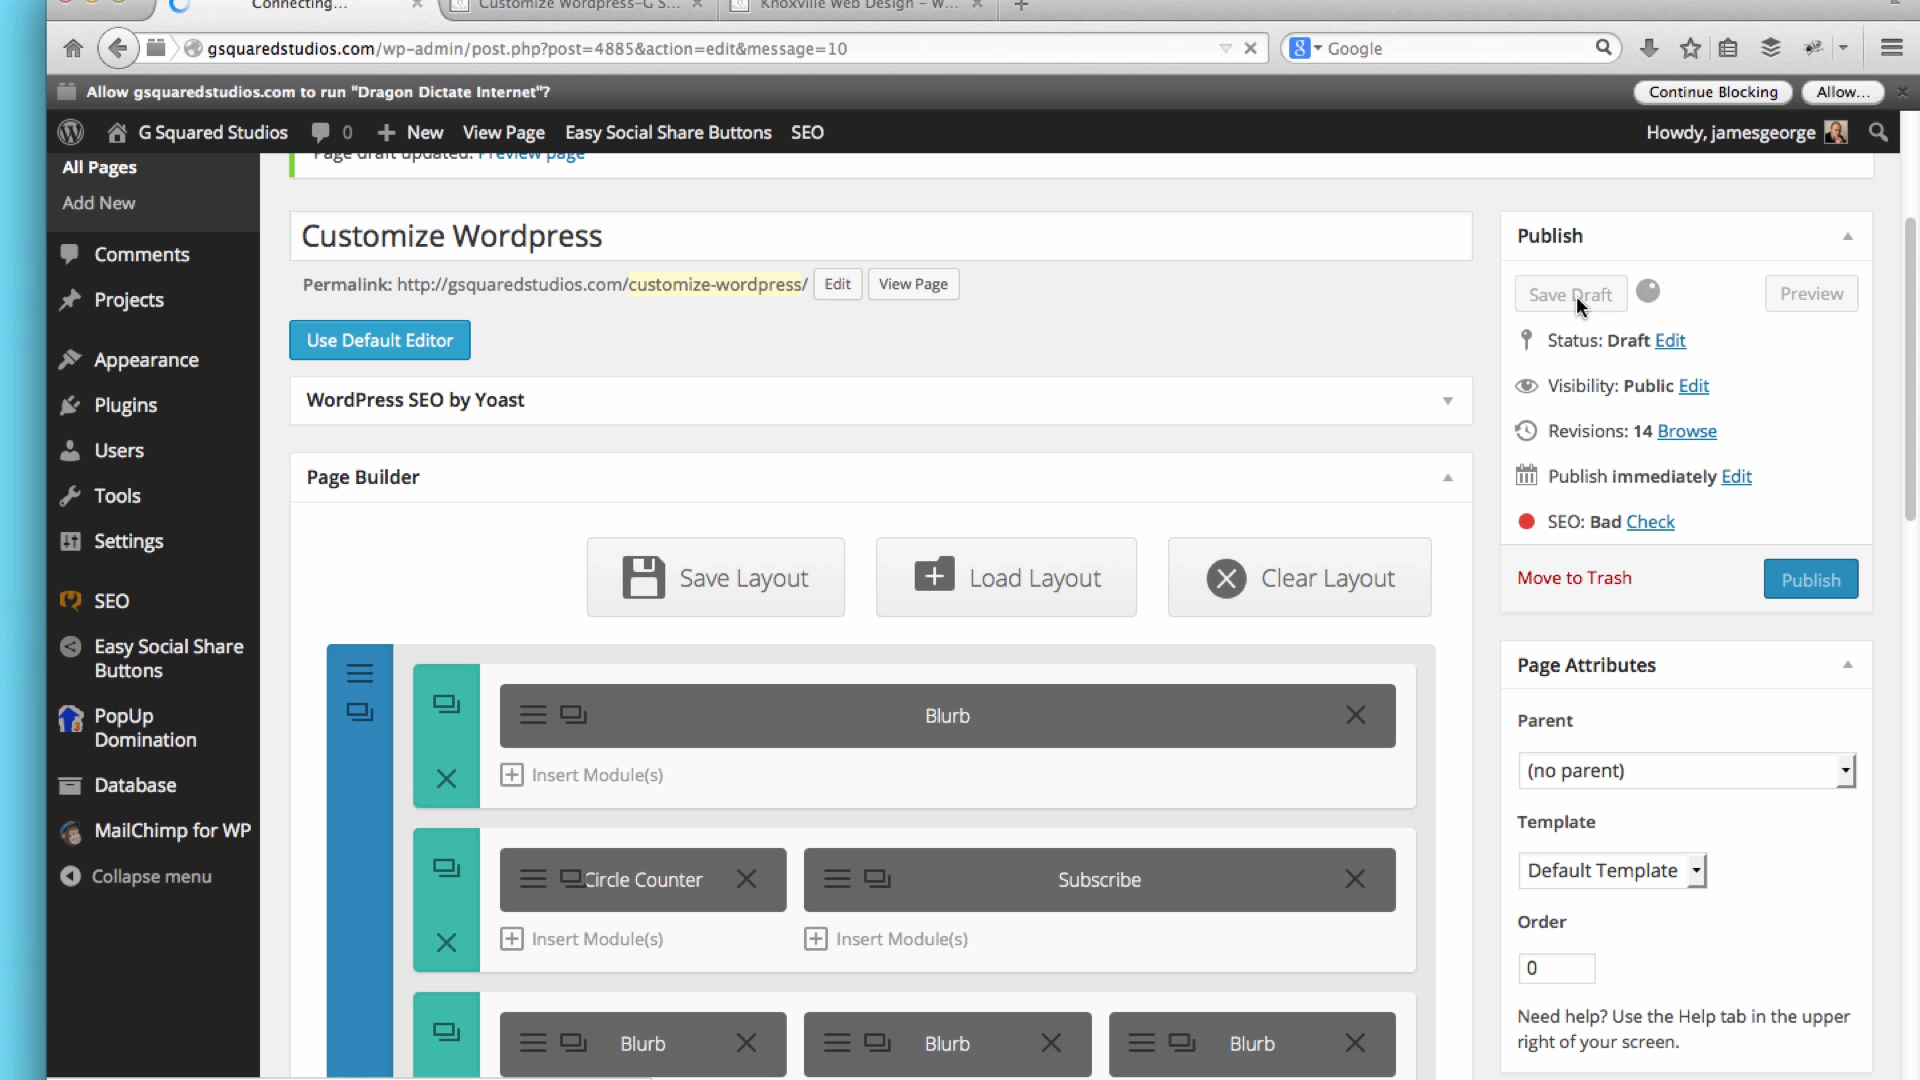 Connecting...
Customize Wordpress-G S...
Knoxville Web Design - W...
gsquaredstudios.com/wp-admin/post.php?post=4885&action=edit&message=10
Google
Allow gsquaredstudios.com to run "Dragon Dictate Internet"?
Continue Blocking
Allow...
G Squared Studios
0
New
View Page
Easy Social Share Buttons
SEO
Howdy, jamesgeorge
All Pages
Add New
Comments
Projects
Appearance
Plugins
Users
Tools
Settings
SEO
Easy Social Share
Buttons
PopUp
Domination
Database
MailChimp for WP
Collapse menu
Page draft updated. Preview page
Customize Wordpress
Permalink: http://gsquaredstudios.com/customize-wordpress/
Edit
View Page
Use Default Editor
WordPress SEO by Yoast
Page Builder
Save Layout
Load Layout
Clear Layout
Blurb
Insert Module(s)
Circle Counter
Subscribe
Insert Module(s)
Insert Module(s)
Blurb
Blurb
Blurb
Publish
Save Draft
Preview
Status: Draft Edit
Visibility: Public Edit
Revisions: 14 Browse
Publish immediately Edit
SEO: Bad Check
Move to Trash
Publish
Page Attributes
Parent
(no parent)
Template
Default Template
Order
0
Need help? Use the Help tab in the upper
right of your screen.